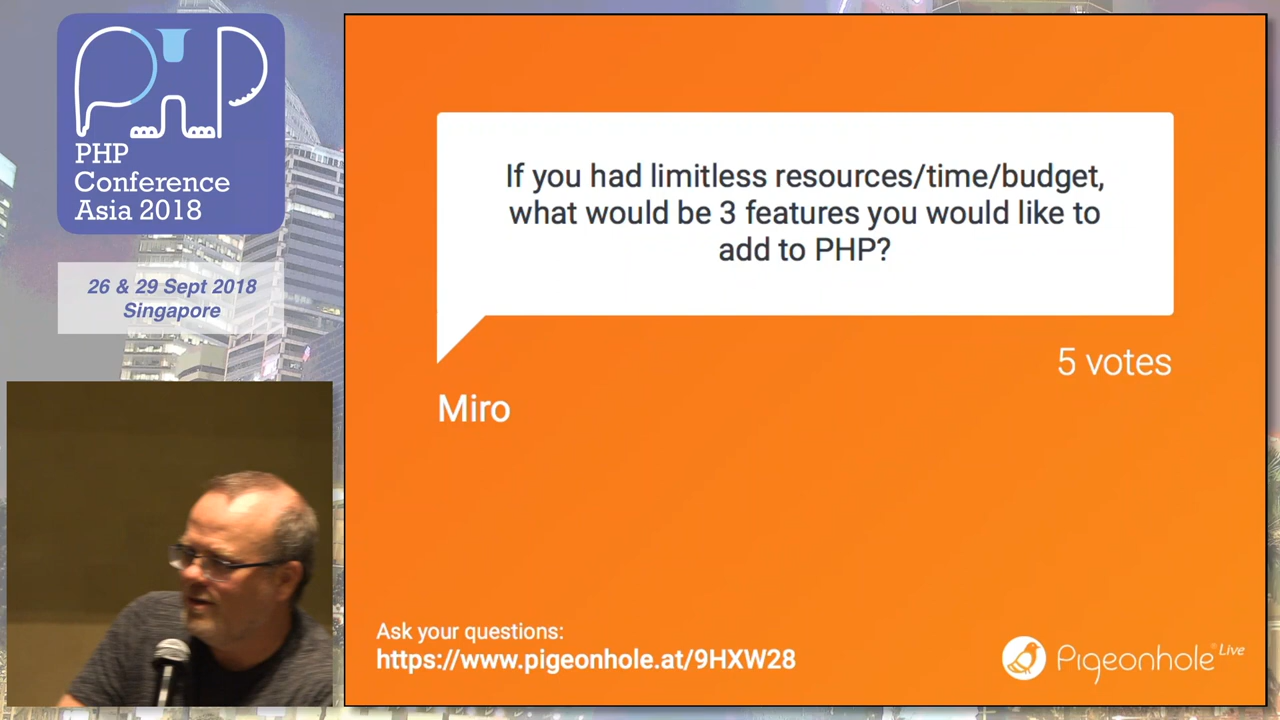 PHP
PHP
Conference
Asia 2018
26 & 29 Sept 2018
Singapore
If you had limitless resources/time/budget,
what would be 3 features you would like to
add to PHP?
5 votes
Miro
Ask your questions:
https://www.pigeonhole.at/9HXW28
Pigeonhole® Live